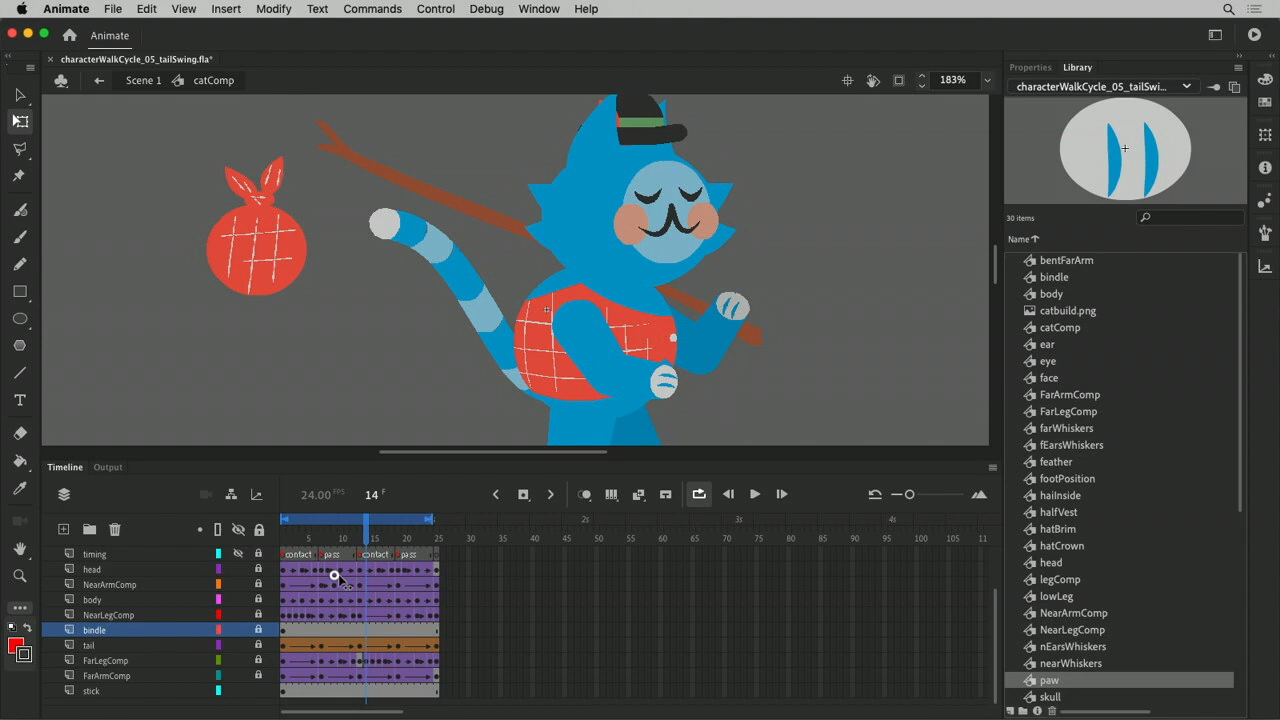 Animate File Edit View Insert Modify Text Commands Control Debug Window Help
Animate
characterWalkCycle_05_tailSwing.fla*
Scene 1 catComp 183%
Properties Library
characterWalkCycle_05_tailSwi...
30 items
Name
bentFarArm
bindle
body
catbuild.png
catComp
ear
eye
face
FarArmComp
FarLegComp
farWhiskers
fEarsWhiskers
feather
footPosition
hailnside
halfVest
hatBrim
hatCrown
head
legComp
lowLeg
NearArmComp
NearLegComp
nEarsWhiskers
nearWhiskers
paw
skull
Timeline Output
24.00 FPS 14 F
2s 3s 4s
5 10 15 20 25 30 35 40 45 50 55 60 65 70 75 80 85 90 95 100 105 11
timing contact pass contact pass
head
NearArmComp
body
NearLegComp
bindle
tail
FarLegComp
FarArmComp
stick